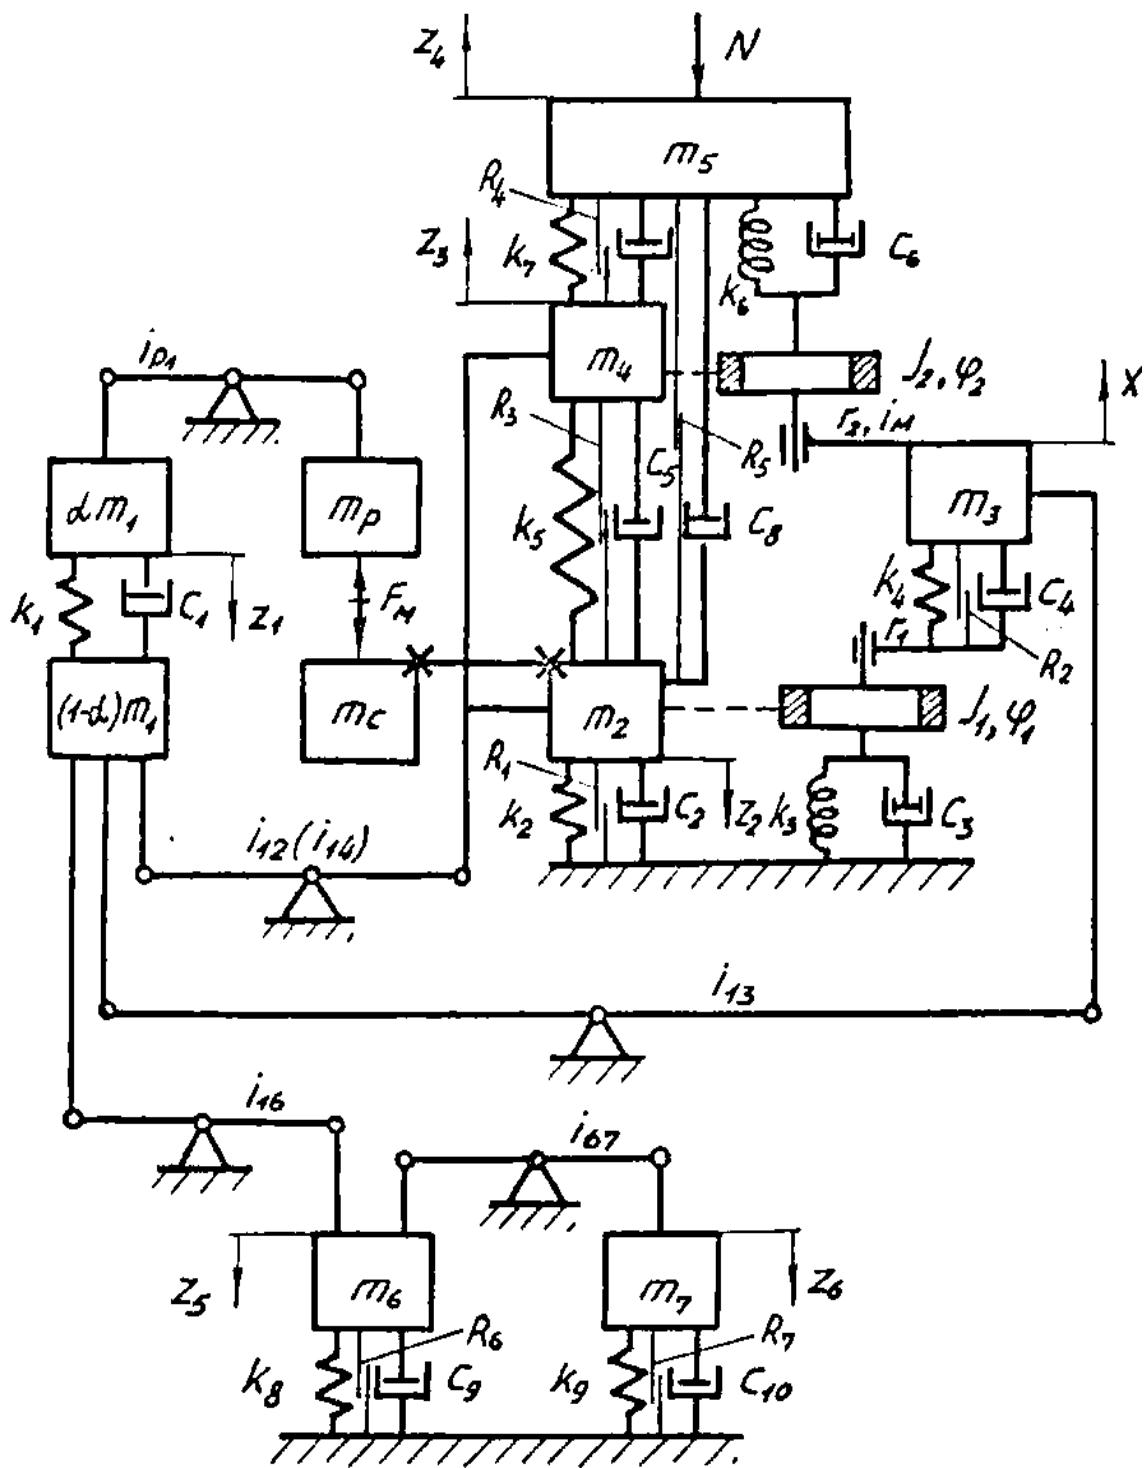 z₄
N
m₅
R₄
z₃
k₇
C₆
k₆
iₚ₁
m₄
J₂, φ₂
x
R₃
r₂, iₘ
C₅
R₅
αm₁
mₚ
m₃
k₅
C₈
k₁
C₁
z₁
Fₘ
k₄
C₄
r₁
R₂
(1-α)m₁
m_c
m₂
J₁, φ₁
R₁
k₂
C₂
z₂
k₃
C₃
i₁₂(i₁₄)
i₁₃
i₁₆
i₆₇
z₅
m₆
m₇
z₆
R₆
R₇
k₈
C₉
k₉
C₁₀